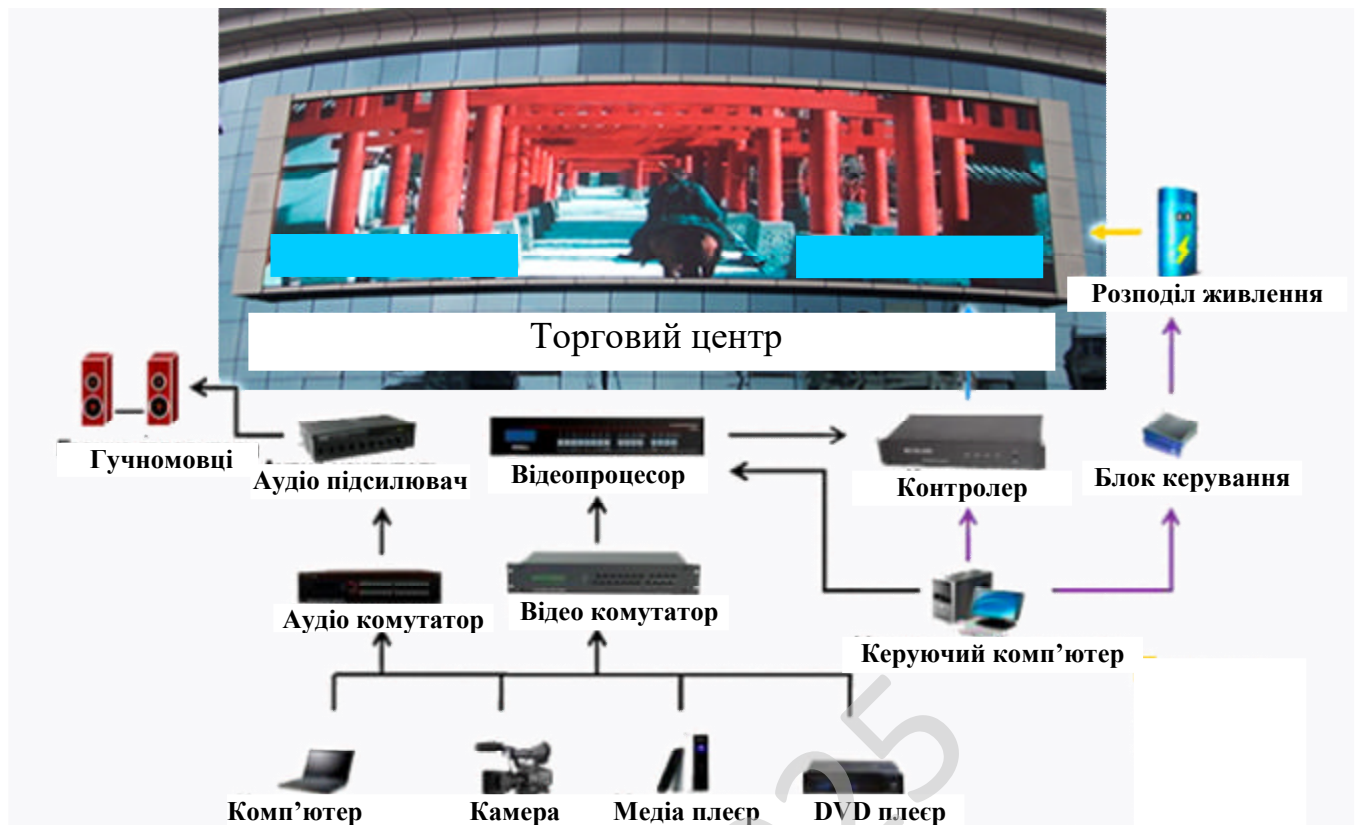 Розподіл живлення
Торговий центр
Гучномовці
Аудіо підсилювач
Відеопроцесор
Контролер
Блок керування
Аудіо комутатор
Відео комутатор
Керуючий комп’ютер
Комп’ютер
Камера
Медіа плеєр
DVD плеєр